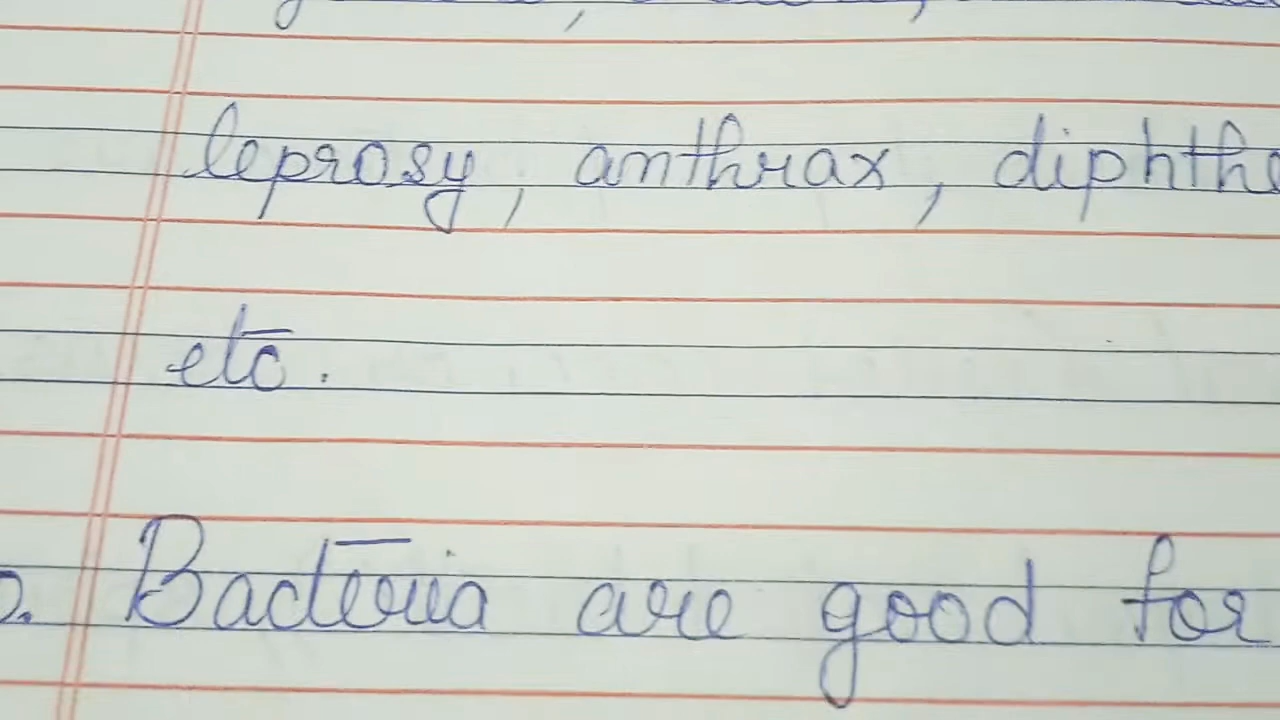 leprosy, anthrax, diphthe
etc.
. Bacteria are good for